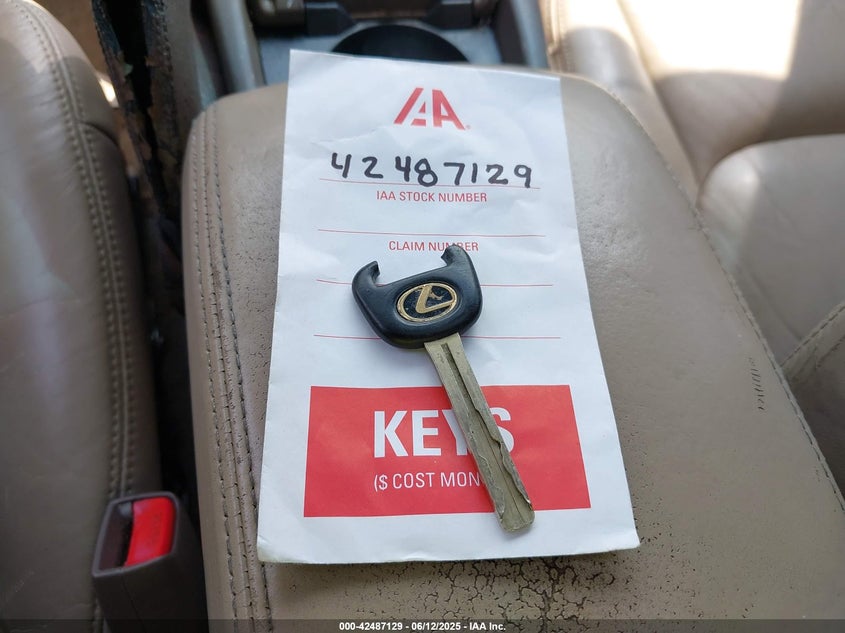 IAA
42487129
IAA STOCK NUMBER
CLAIM NUMBER
KEYS
($ COST MON
000-42487129 - 06/12/2025 - IAA Inc.